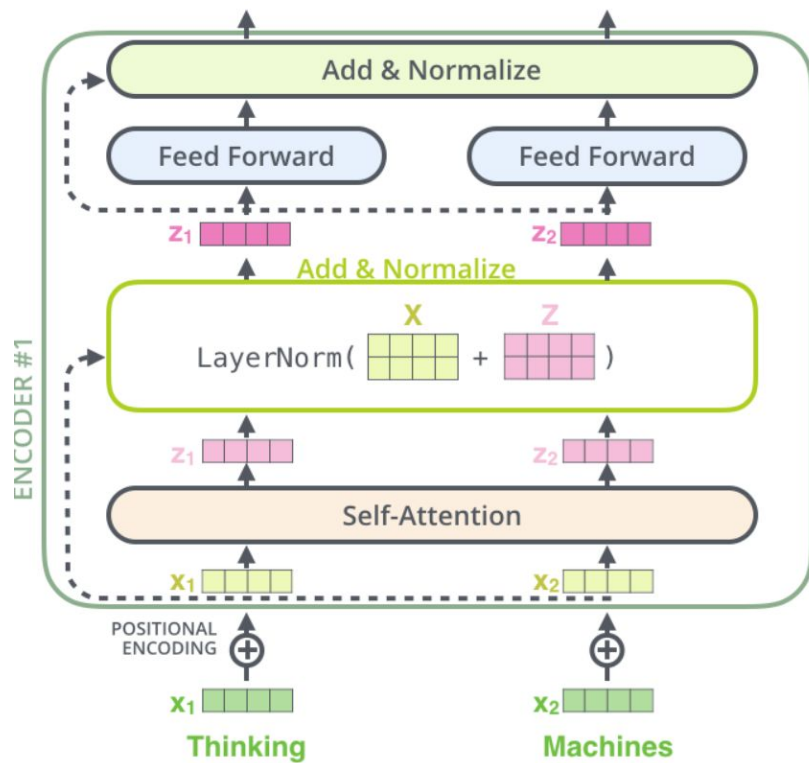 Add & Normalize
Feed Forward Feed Forward
z1 z2
Add & Normalize
X Z
LayerNorm( + )
ENCODER #1
z1 z2
Self-Attention
x1 x2
POSITIONAL
ENCODING
x1 x2
Thinking Machines